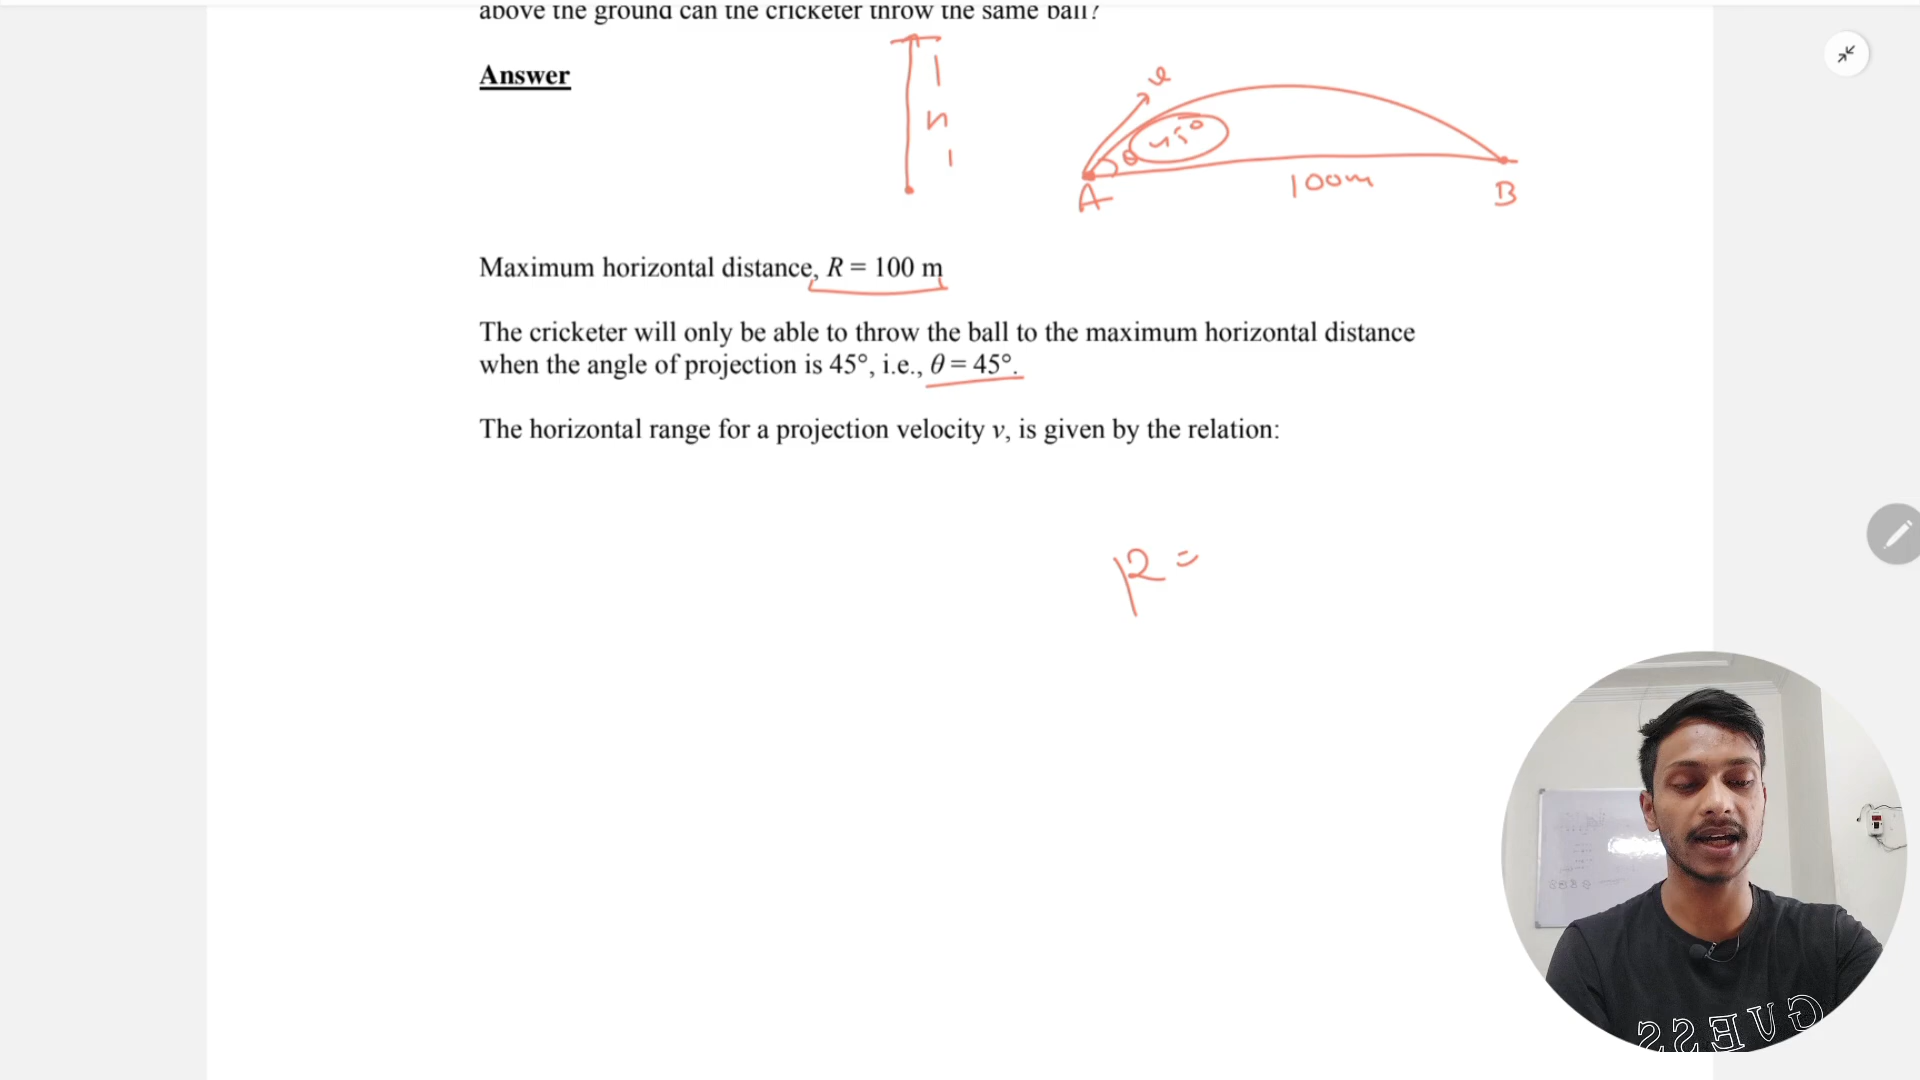 above the ground can the cricketer throw the same ball?
Answer
h
v
θ 45°
A
100m
B
Maximum horizontal distance, R = 100 m
The cricketer will only be able to throw the ball to the maximum horizontal distance
when the angle of projection is 45°, i.e., θ = 45°.
The horizontal range for a projection velocity v, is given by the relation:
R =
GUESS